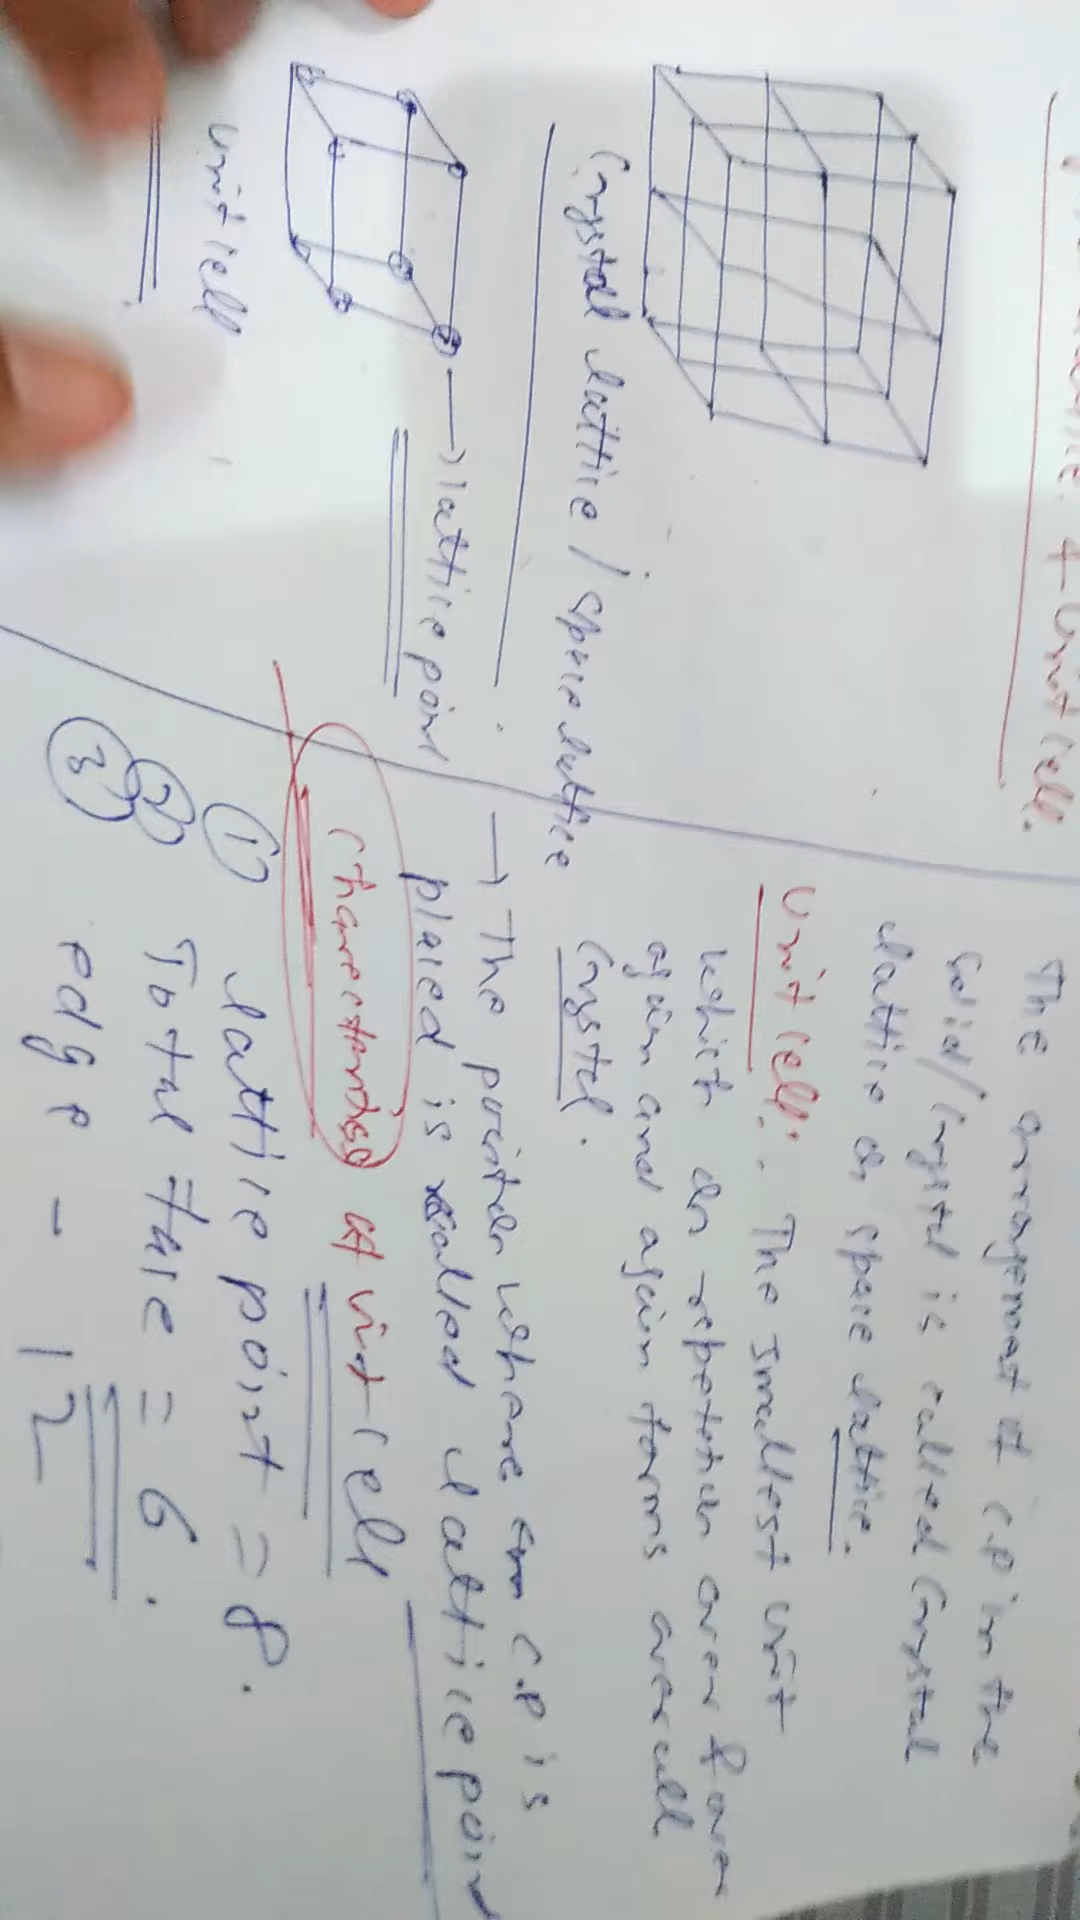 + Unit cell.
Crystal lattice / space lattice
→ lattice point
Unit cell
The arrangement of C.P in the
solid/crystal is called crystal
lattice or space lattice.
Unit cell: The smallest unit
which on repetition over & over
again and again forms over all
crystal.
→ The point where C.P is
placed is called lattice point
of unit cell
① lattice point = 8.
② Total face = 6.
③ edge - 12